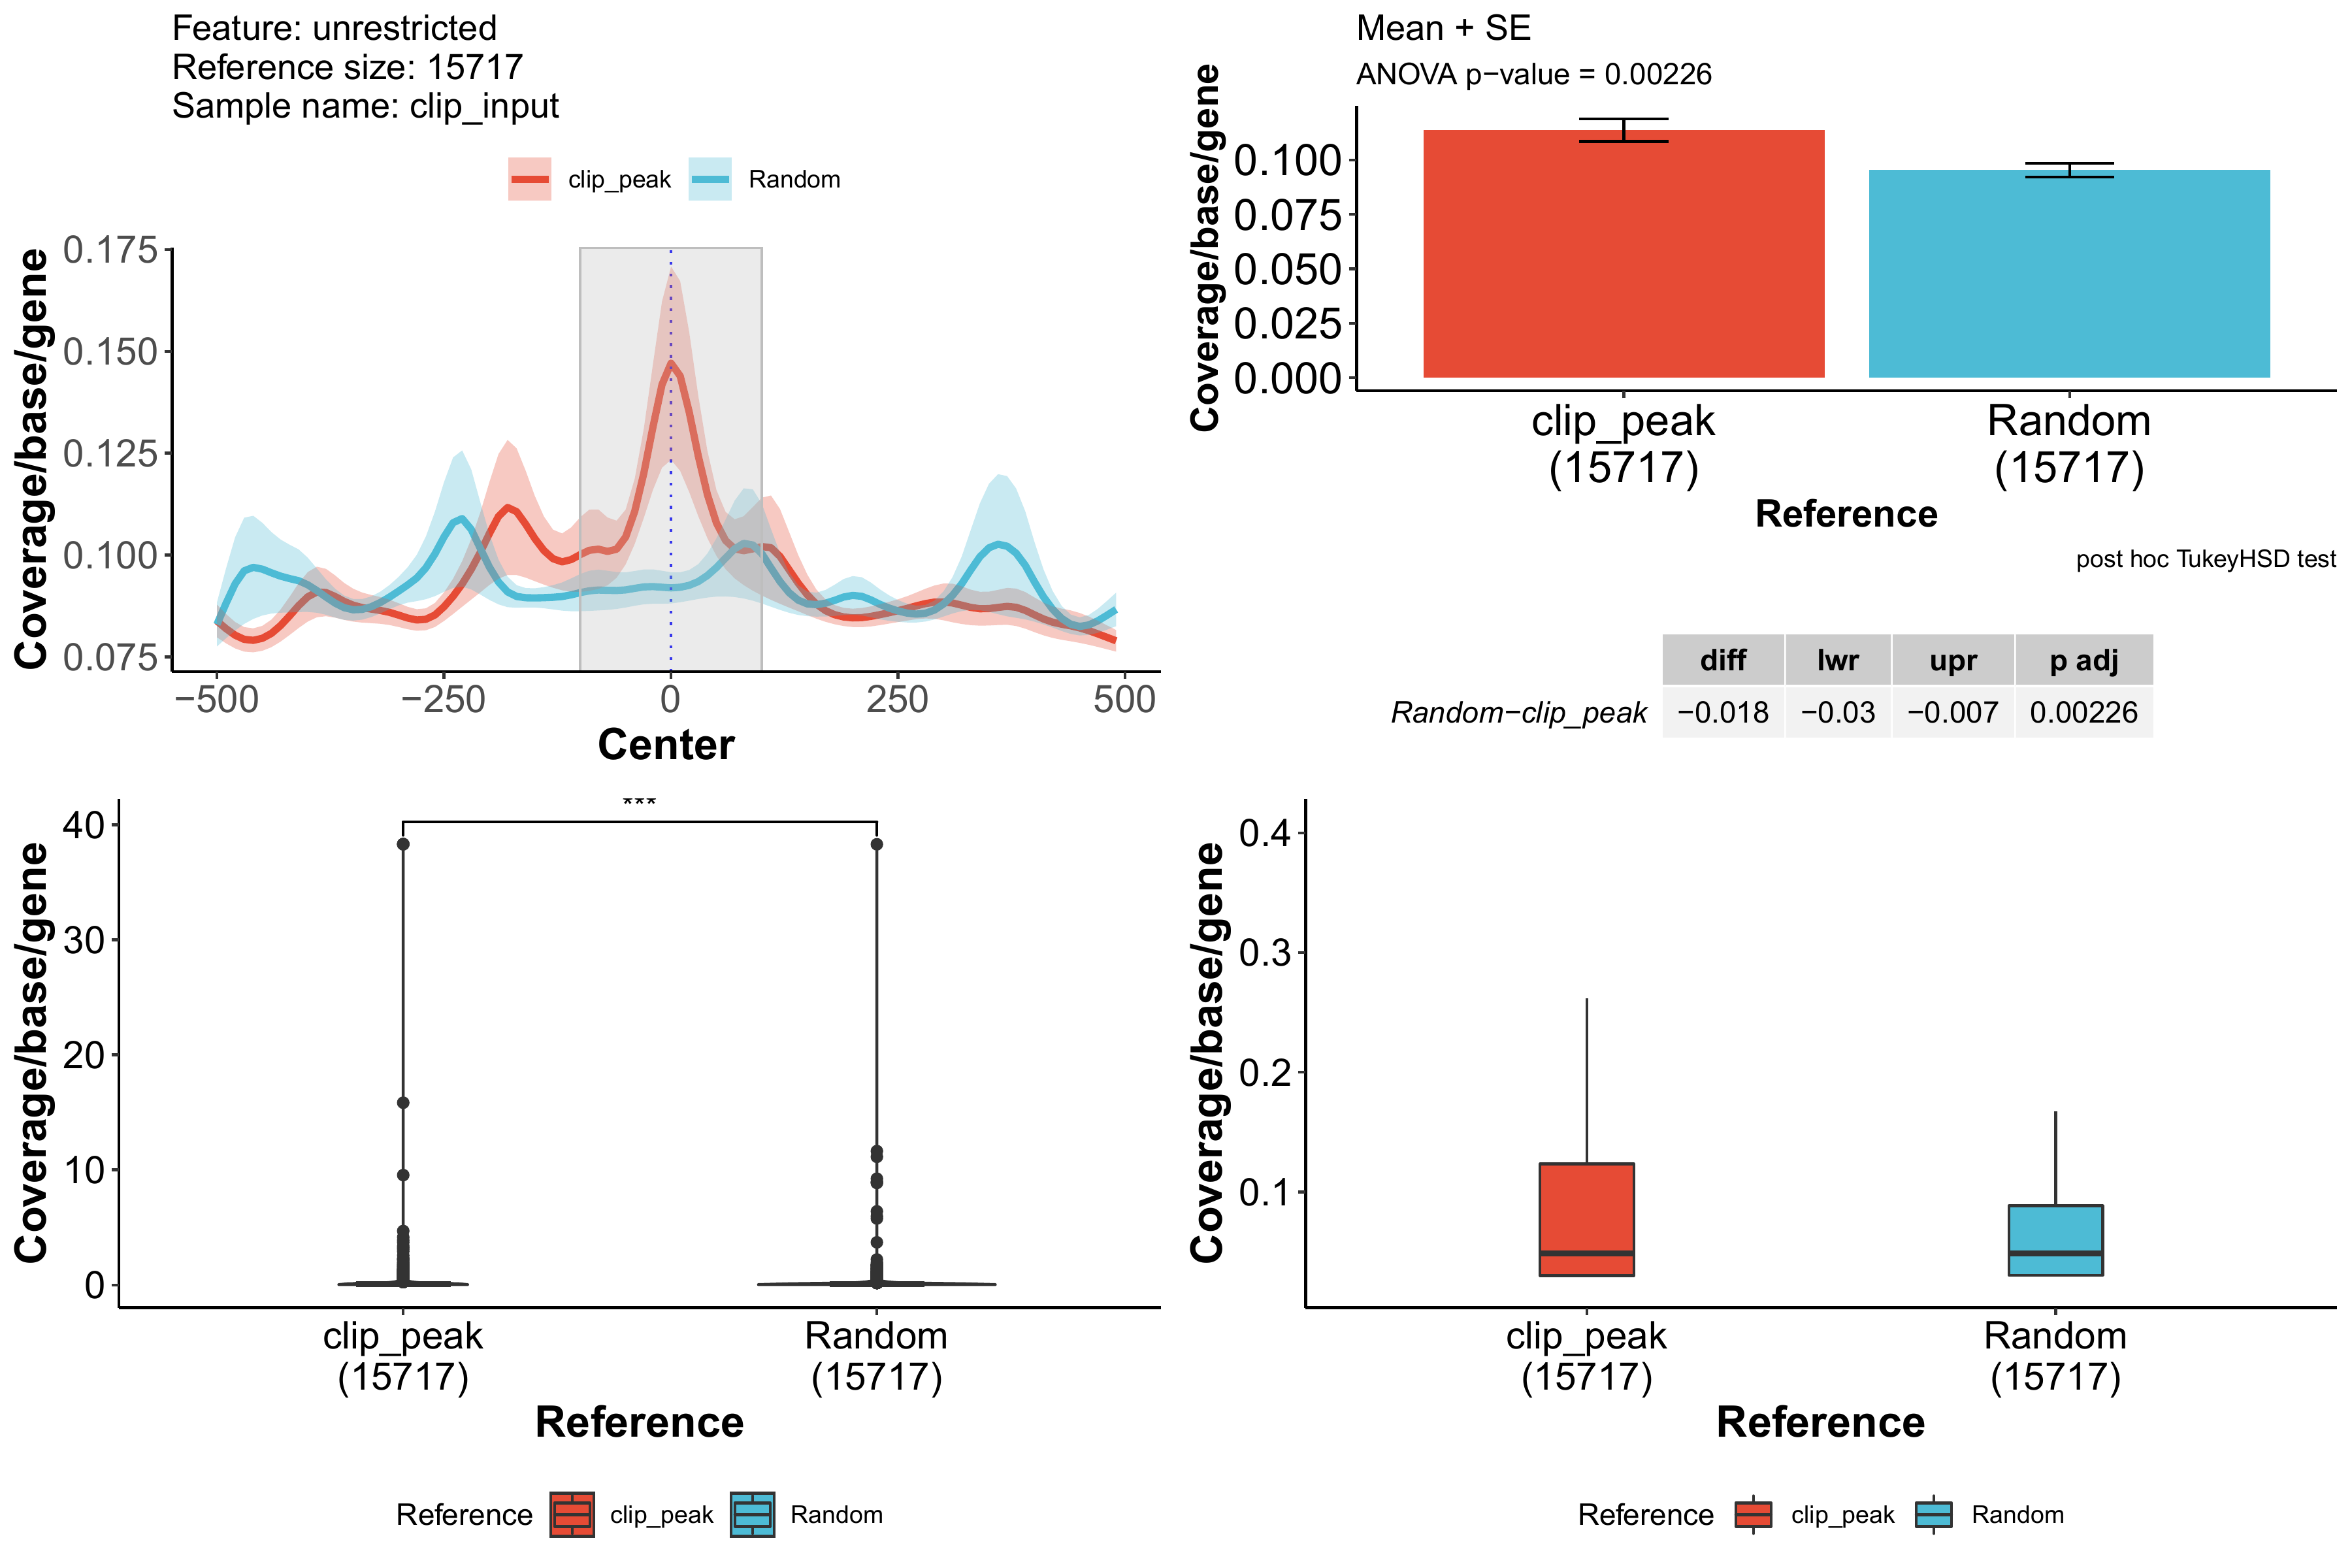 Feature: unrestricted
Reference size: 15717
Sample name: clip_input
clip_peak Random
Coverage/base/gene
0.175
0.150
0.125
0.100
0.075
−500 −250 0 250 500
Center
Mean + SE
ANOVA p−value = 0.00226
Coverage/base/gene
0.100
0.075
0.050
0.025
0.000
clip_peak Random
(15717) (15717)
Reference
post hoc TukeyHSD test
diff lwr upr p adj
Random−clip_peak −0.018 −0.03 −0.007 0.00226
Coverage/base/gene
***
40
30
20
10
0
clip_peak Random
(15717) (15717)
Reference
Reference clip_peak Random
Coverage/base/gene
0.4
0.3
0.2
0.1
clip_peak Random
(15717) (15717)
Reference
Reference clip_peak Random